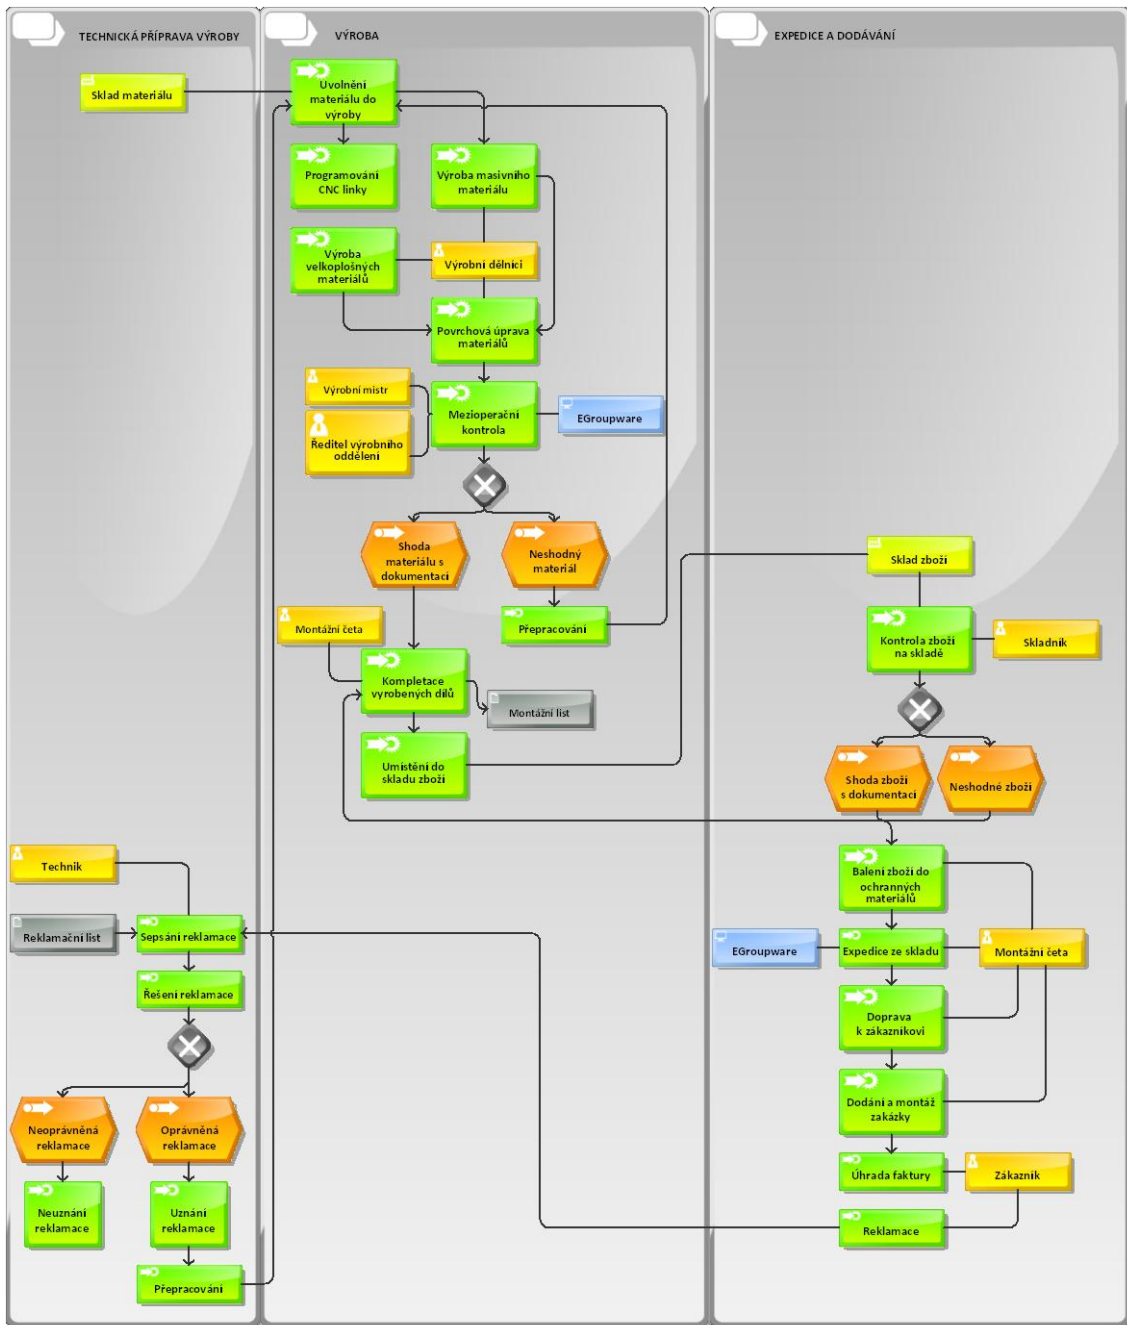 TECHNICKÁ PŘÍPRAVA VÝROBY
VÝROBA
EXPEDICE A DODÁVÁNÍ
Sklad materiálu
Uvolnění
materiálu do
výroby
Programování
CNC linky
Výroba masivního
materiálu
Výroba
velkoplošných
materiálů
Výrobní dělníci
Povrchová úprava
materiálů
Výrobní mistr
Ředitel výrobního
oddělení
Mezioperační
kontrola
EGroupware
Shoda
materiálu s
dokumentací
Neshodný
materiál
Přepracování
Montážní četa
Kompletace
vyrobených dílů
Montážní list
Umístění do
skladu zboží
Sklad zboží
Kontrola zboží
na skladě
Skladník
Shoda zboží
s dokumentací
Neshodné zboží
Balení zboží do
ochranných
materiálů
EGroupware
Expedice ze skladu
Montážní četa
Doprava
k zákazníkovi
Dodání a montáž
zakázky
Úhrada faktury
Zákazník
Reklamace
Technik
Reklamační list
Sepsání reklamace
Řešení reklamace
Neoprávněná
reklamace
Oprávněná
reklamace
Neuznání
reklamace
Uznání
reklamace
Přepracování